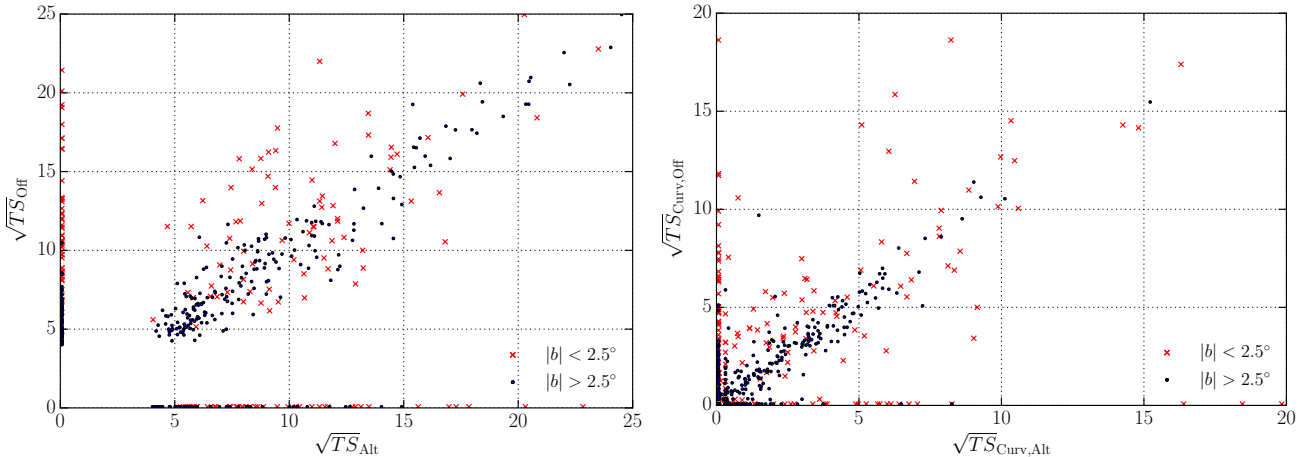 25
20
15
10
5
0
√TS_Off
0 5 10 15 20 25
√TS_Alt
|b| < 2.5°
|b| > 2.5°
20
15
10
5
0
√TS_Curv,Off
0 5 10 15 20
√TS_Curv,Alt
|b| < 2.5°
|b| > 2.5°